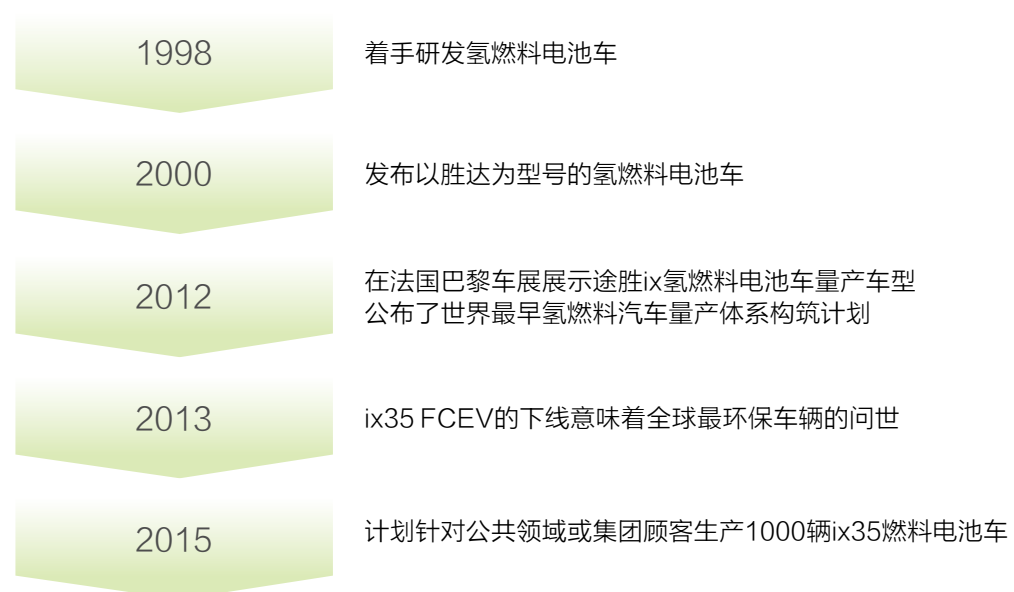 1998
着手研发氢燃料电池车
2000
发布以胜达为型号的氢燃料电池车
2012
在法国巴黎车展展示途胜ix氢燃料电池车量产车型
公布了世界最早氢燃料汽车量产体系构筑计划
2013
ix35 FCEV的下线意味着全球最环保车辆的问世
2015
计划针对公共领域或集团顾客生产1000辆ix35燃料电池车